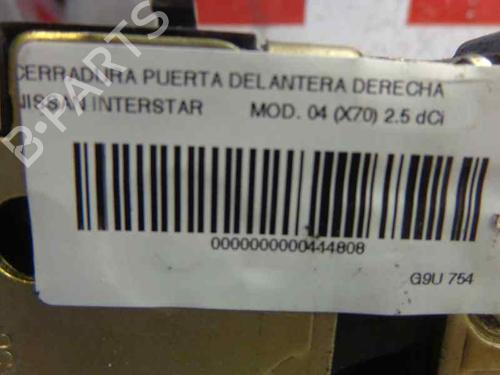 CERRADURA PUERTA DELANTERA DERECHA
NISSAN INTERSTAR MOD. 04 (X70) 2.5 dCi
0000000000444808
G9U 754
B-PARTS